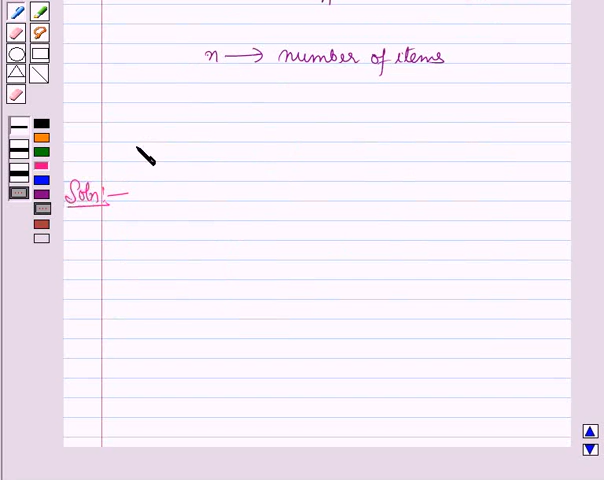 n → number of items
Soln:-